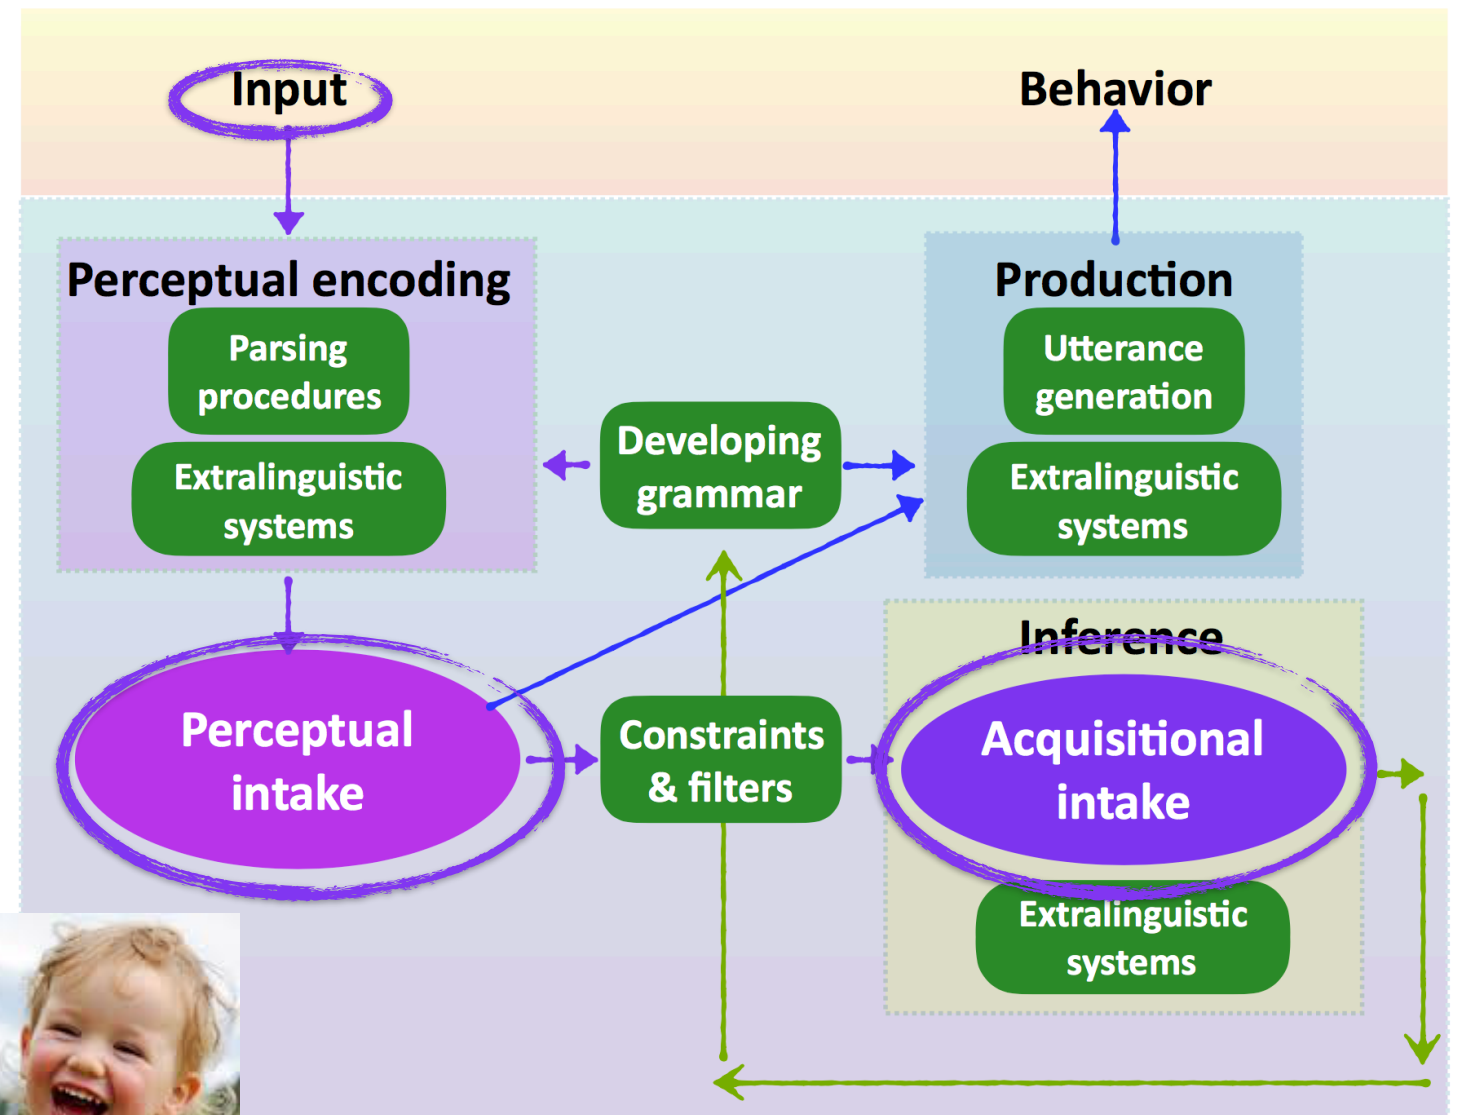 Input
Behavior
Perceptual encoding
Parsing
procedures
Extralinguistic
systems
Developing
grammar
Production
Utterance
generation
Extralinguistic
systems
Perceptual
intake
Constraints
& filters
Inference
Acquisitional
intake
Extralinguistic
systems